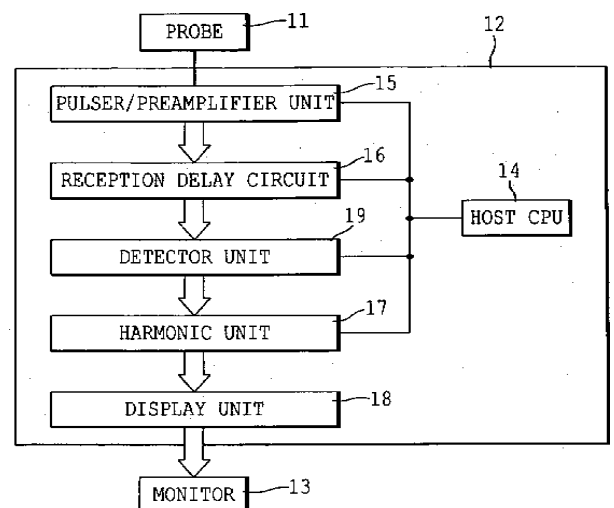 PROBE 11
12
PULSER/PREAMPLIFIER UNIT 15
RECEPTION DELAY CIRCUIT 16
14
HOST CPU
DETECTOR UNIT 19
HARMONIC UNIT 17
DISPLAY UNIT 18
MONITOR 13